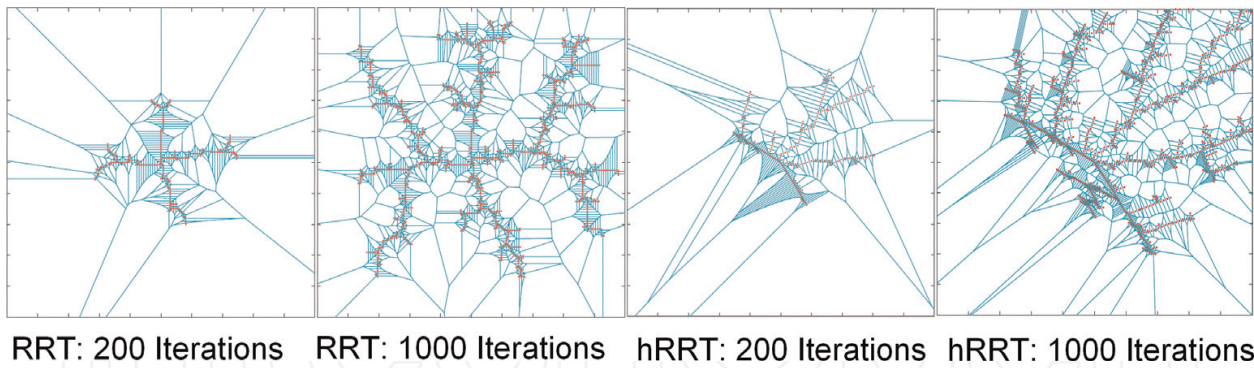 RRT: 200 Iterations
RRT: 1000 Iterations
hRRT: 200 Iterations
hRRT: 1000 Iterations